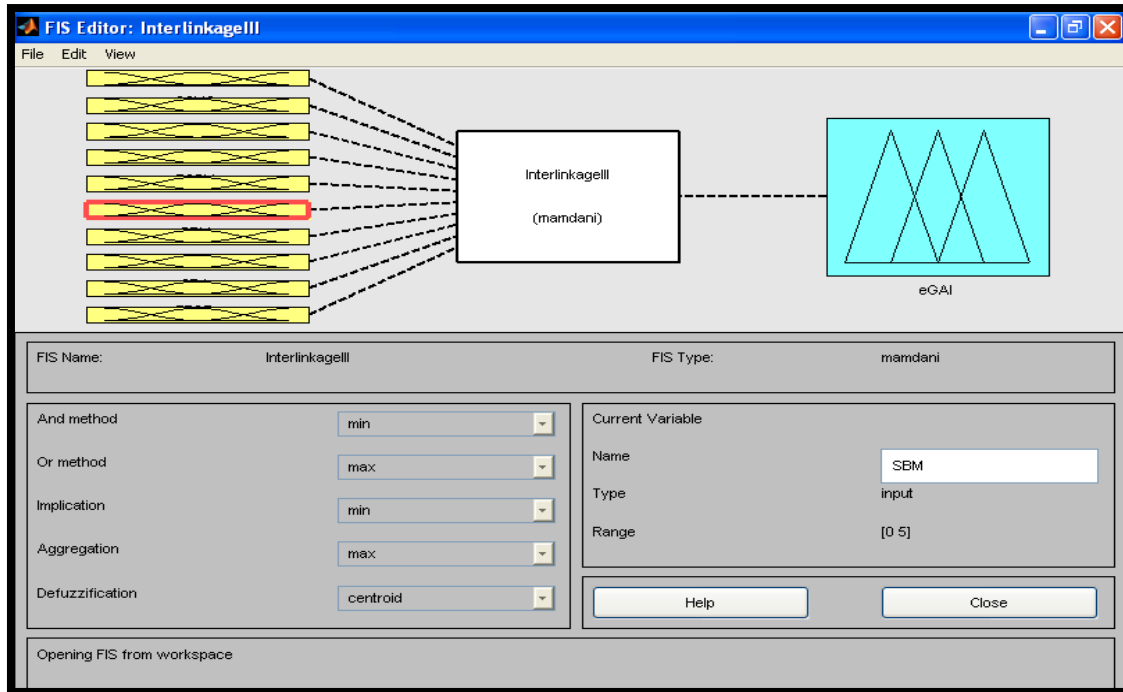 FIS Editor: InterlinkageIII
File Edit View
InterlinkageIII
(mamdani)
eGAI
FIS Name: InterlinkageIII FIS Type: mamdani
And method min
Or method max
Implication min
Aggregation max
Defuzzification centroid
Current Variable
Name SBM
Type input
Range [0 5]
Help Close
Opening FIS from workspace